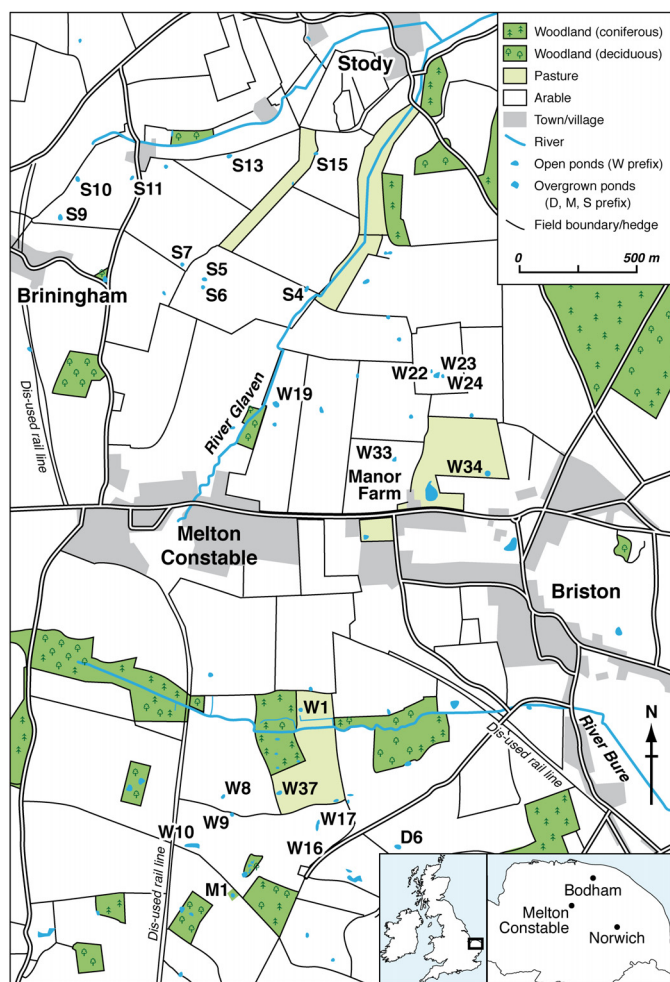 Stody
Woodland (coniferous)
Woodland (deciduous)
Pasture
Arable
Town/village
River
Open ponds (W prefix)
Overgrown ponds
(D, M, S prefix)
Field boundary/hedge
0 500 m
S13
S15
S10
S11
S9
S7
S5
S6
S4
Briningham
Dis-used rail line
River Glaven
W22
W23
W24
W19
W33
W34
Manor
Farm
Melton
Constable
Briston
W1
N
River Bure
Dis-used rail line
W8
W37
W9
W17
W10
W16
D6
M1
Dis-used rail line
Bodham
Melton
Constable
Norwich